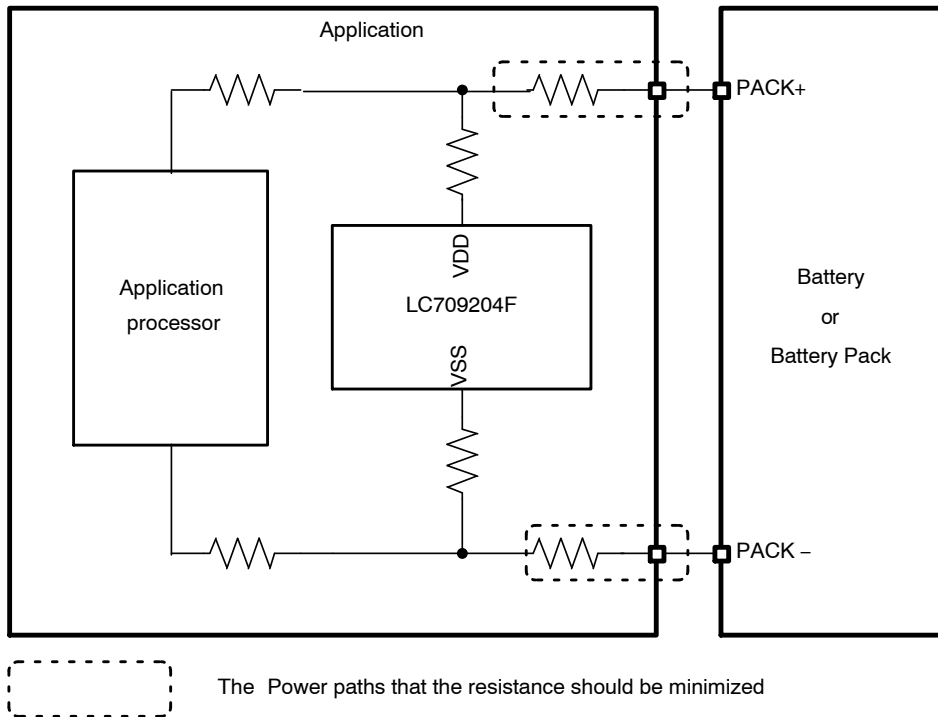 Application
PACK+
VDD
LC709204F
VSS
Application
processor
Battery
or
Battery Pack
PACK −
The Power paths that the resistance should be minimized